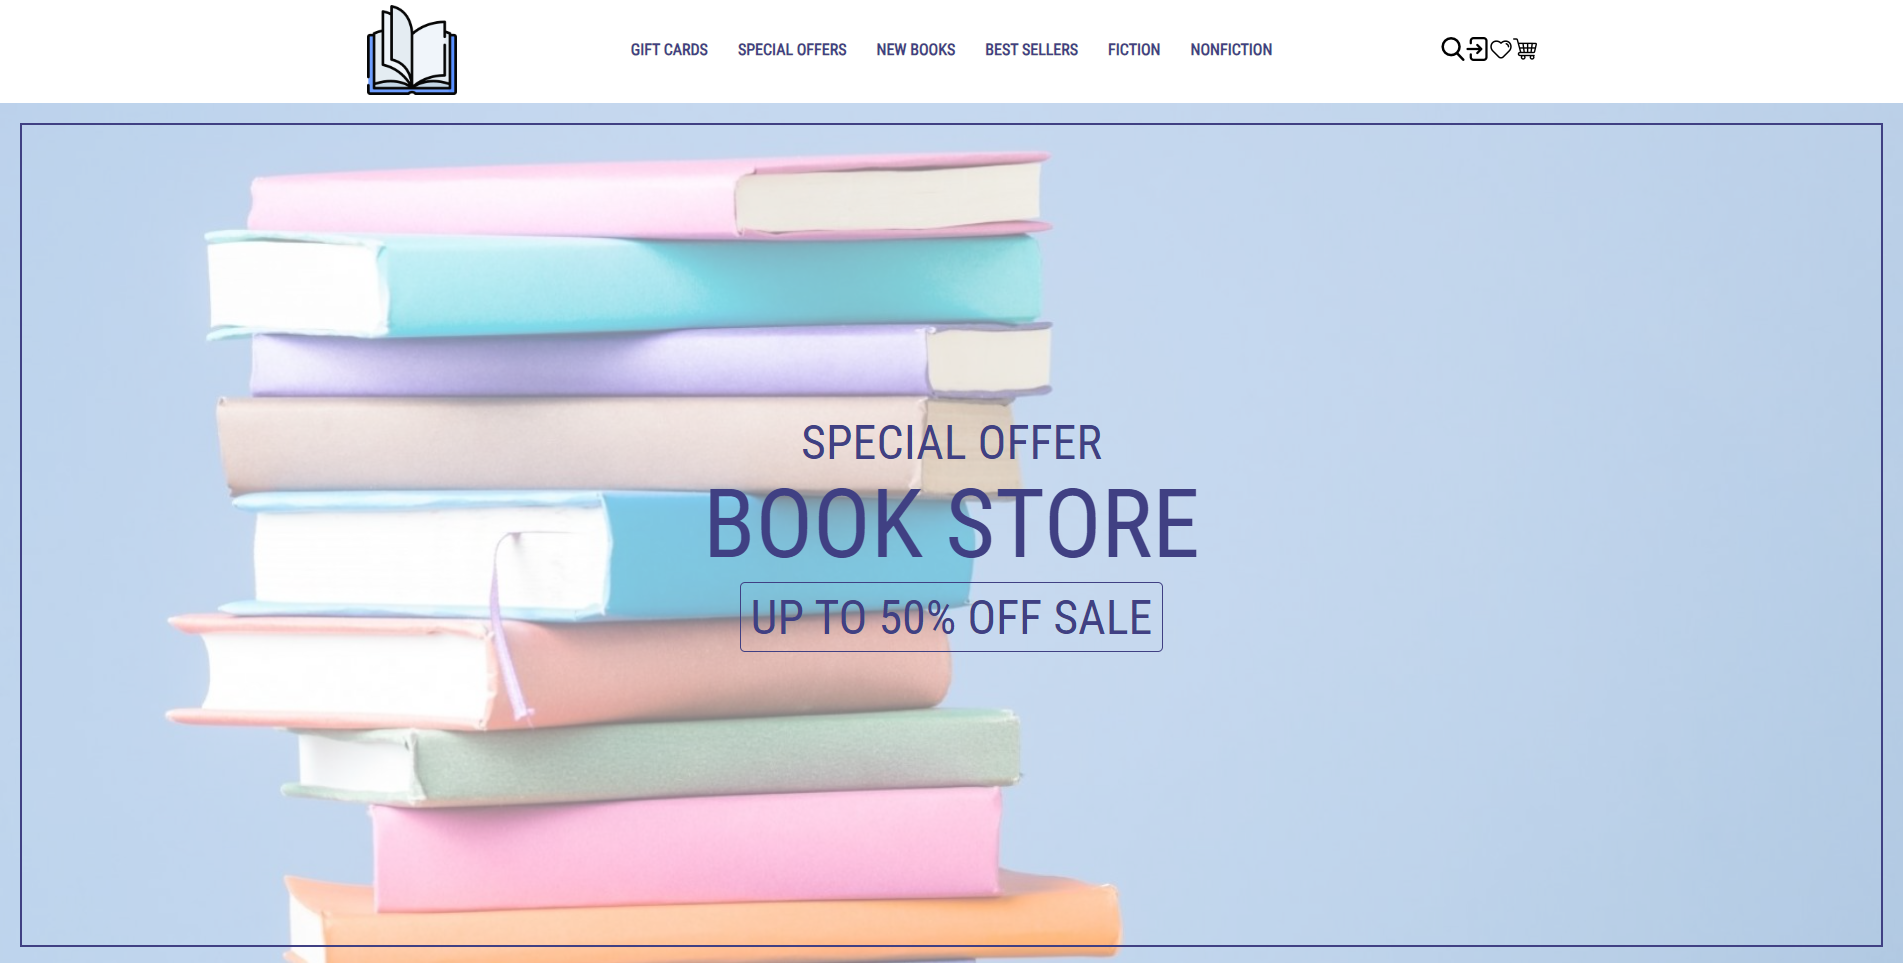 GIFT CARDS SPECIAL OFFERS NEW BOOKS BEST SELLERS FICTION NONFICTION
SPECIAL OFFER
BOOK STORE
UP TO 50% OFF SALE